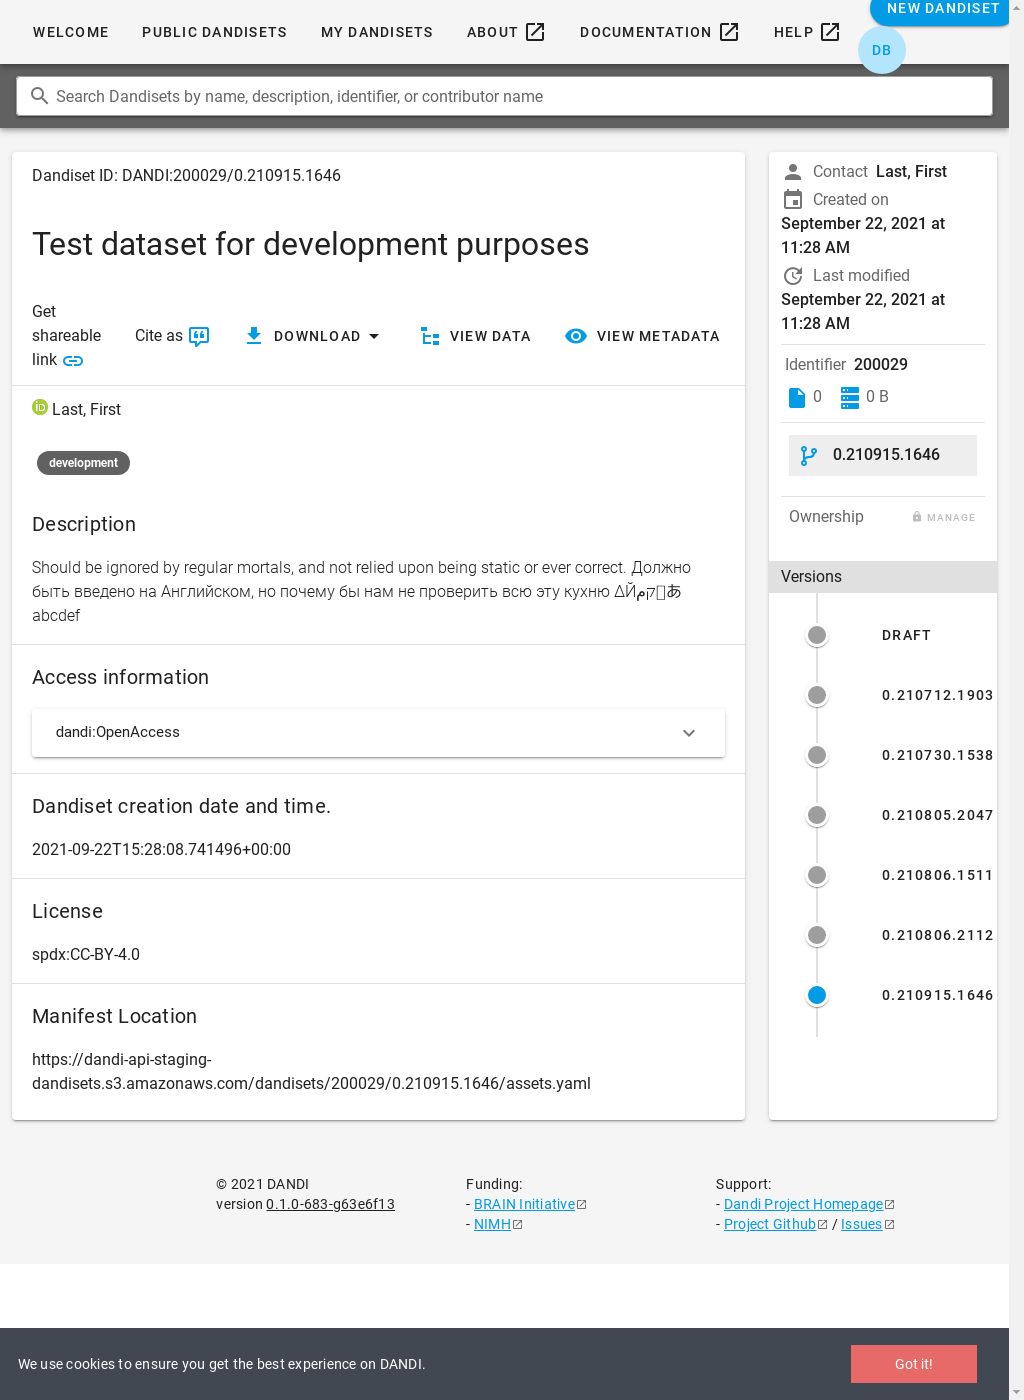 WELCOME PUBLIC DANDISETS MY DANDISETS ABOUT DOCUMENTATION HELP NEW DANDISET
DB
Search Dandisets by name, description, identifier, or contributor name
Dandiset ID: DANDI:200029/0.210915.1646
Test dataset for development purposes
Get
shareable
link
Cite as
DOWNLOAD
VIEW DATA
VIEW METADATA
Last, First
development
Description
Should be ignored by regular mortals, and not relied upon being static or ever correct. Должно
быть введено на Английском, но почему бы нам не проверить всю эту кухню ΔЙקمあ
abcdef
Access information
dandi:OpenAccess
Dandiset creation date and time.
2021-09-22T15:28:08.741496+00:00
License
spdx:CC-BY-4.0
Manifest Location
https://dandi-api-staging-
dandisets.s3.amazonaws.com/dandisets/200029/0.210915.1646/assets.yaml
Contact Last, First
Created on
September 22, 2021 at
11:28 AM
Last modified
September 22, 2021 at
11:28 AM
Identifier 200029
0 0 B
0.210915.1646
Ownership MANAGE
Versions
DRAFT
0.210712.1903
0.210730.1538
0.210805.2047
0.210806.1511
0.210806.2112
0.210915.1646
© 2021 DANDI
version 0.1.0-683-g63e6f13
Funding:
- BRAIN Initiative
- NIMH
Support:
- Dandi Project Homepage
- Project Github / Issues
We use cookies to ensure you get the best experience on DANDI.
Got it!